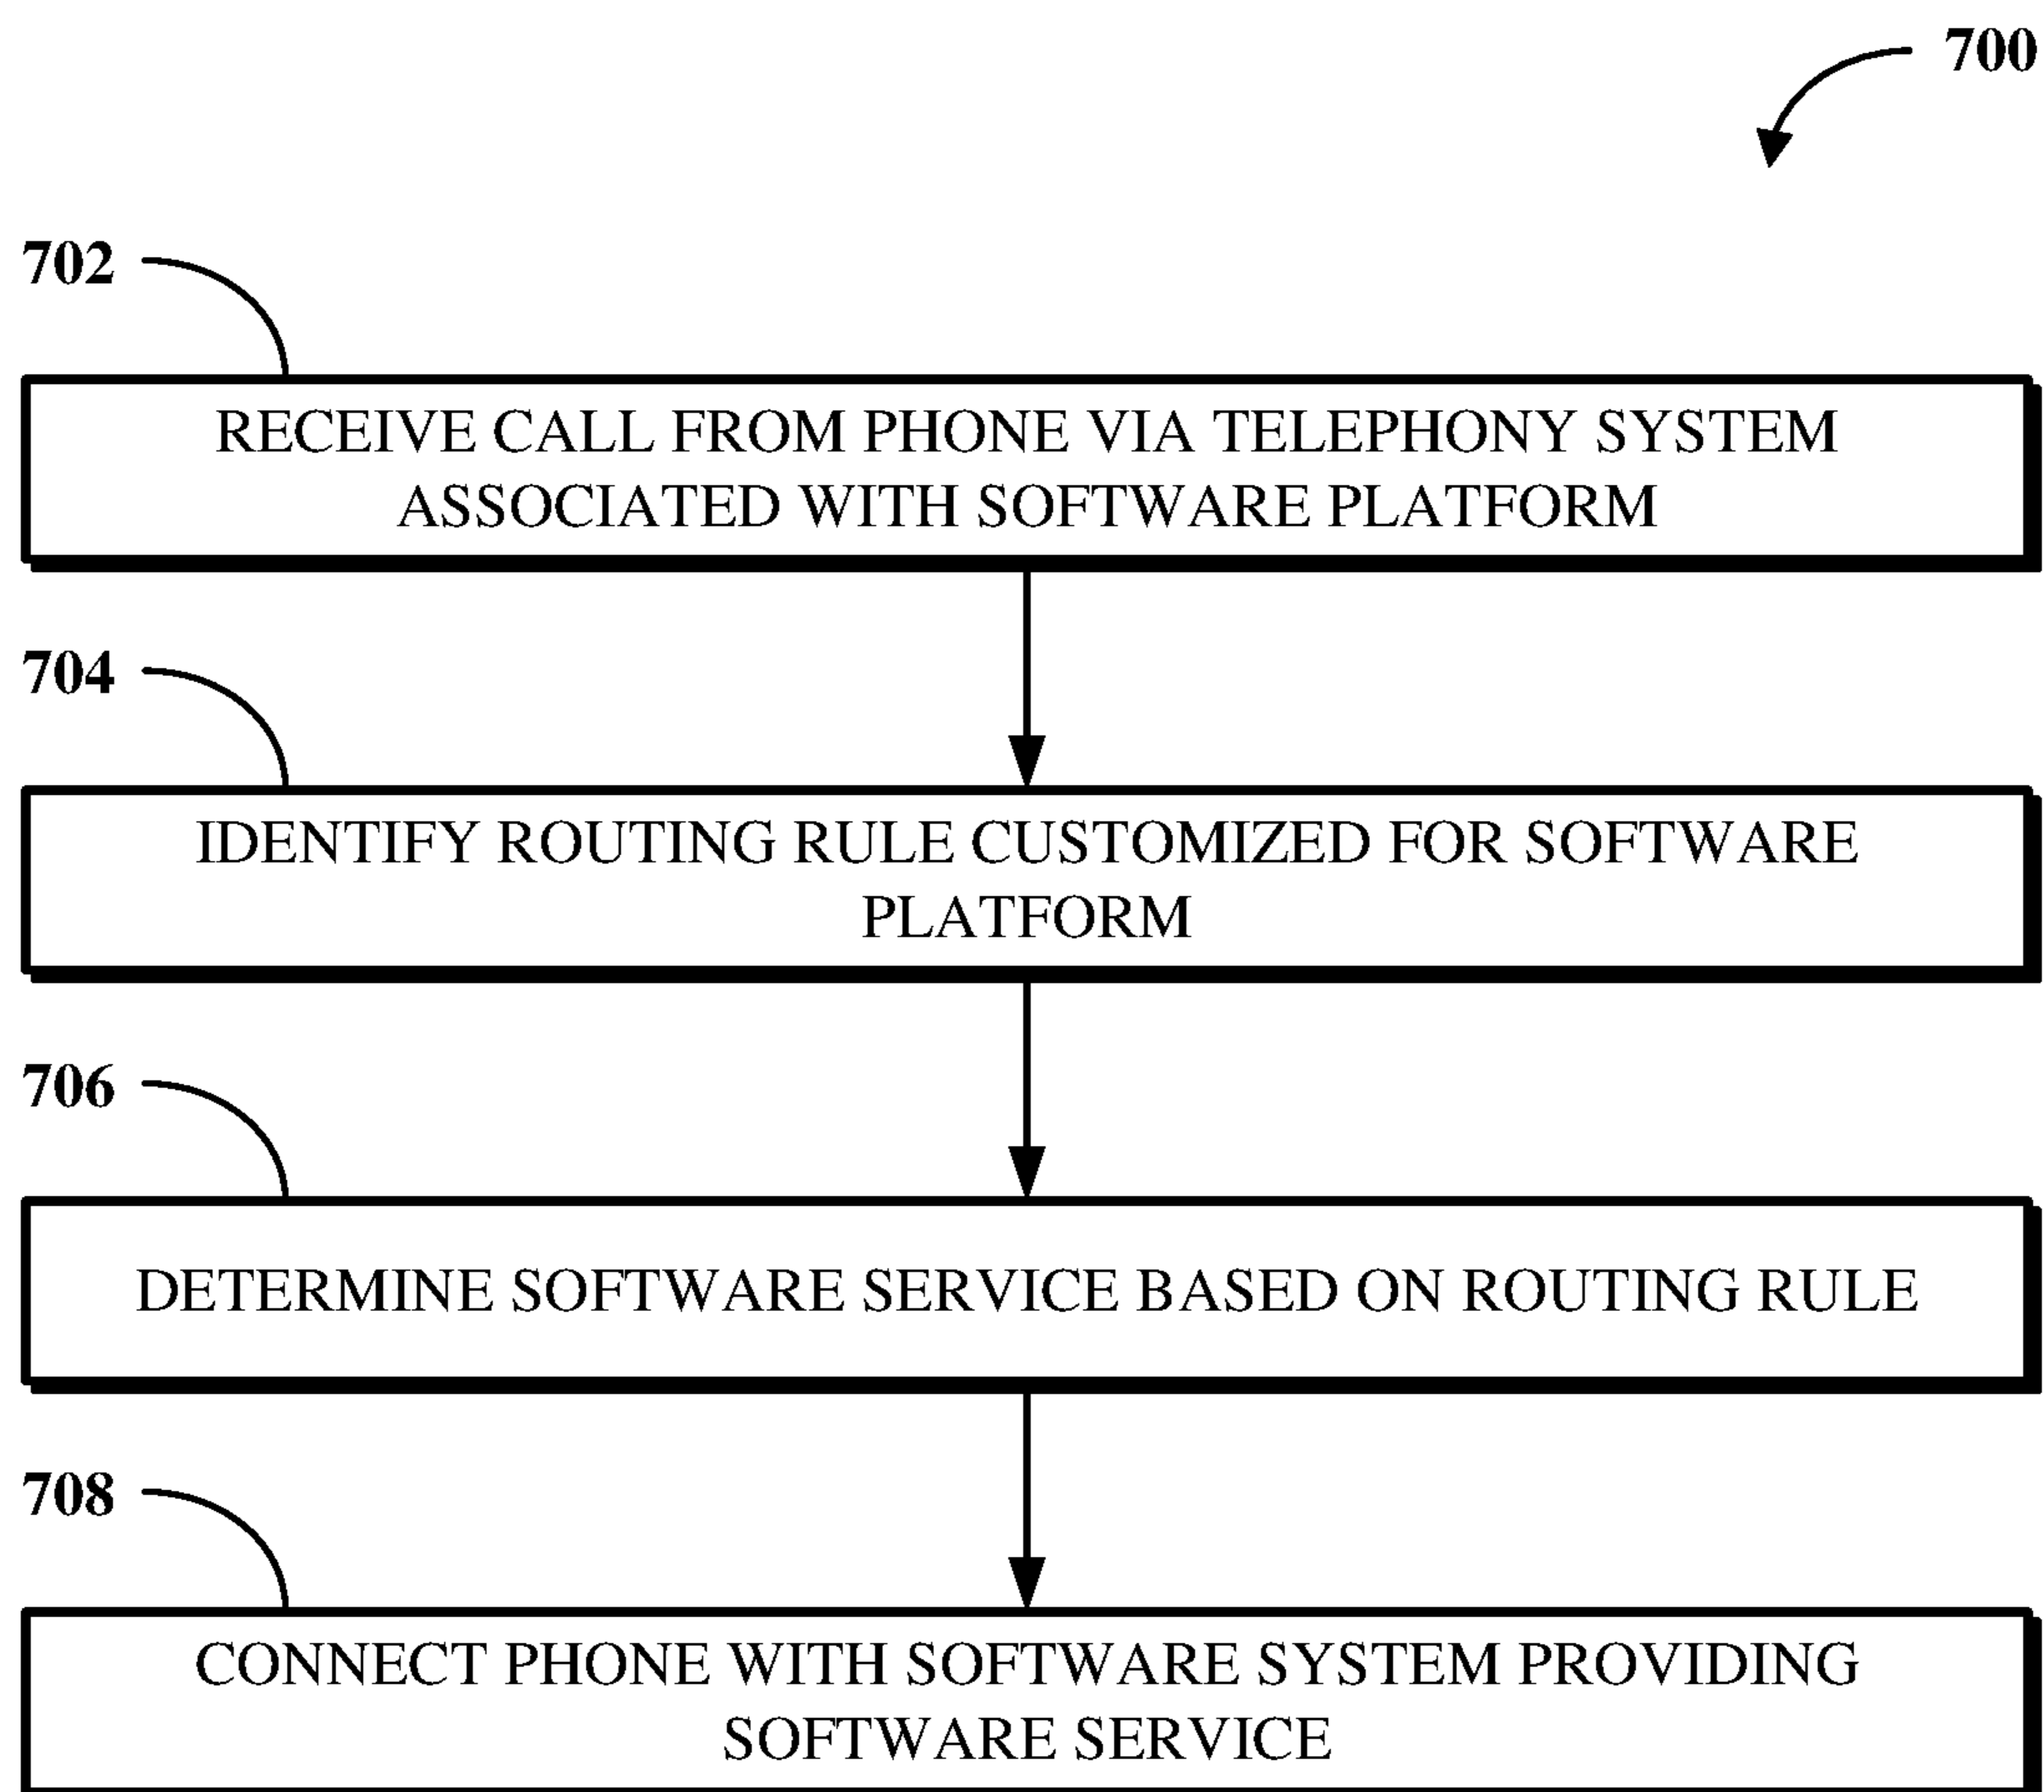 700
702
RECEIVE CALL FROM PHONE VIA TELEPHONY SYSTEM
ASSOCIATED WITH SOFTWARE PLATFORM
704
IDENTIFY ROUTING RULE CUSTOMIZED FOR SOFTWARE
PLATFORM
706
DETERMINE SOFTWARE SERVICE BASED ON ROUTING RULE
708
CONNECT PHONE WITH SOFTWARE SYSTEM PROVIDING
SOFTWARE SERVICE